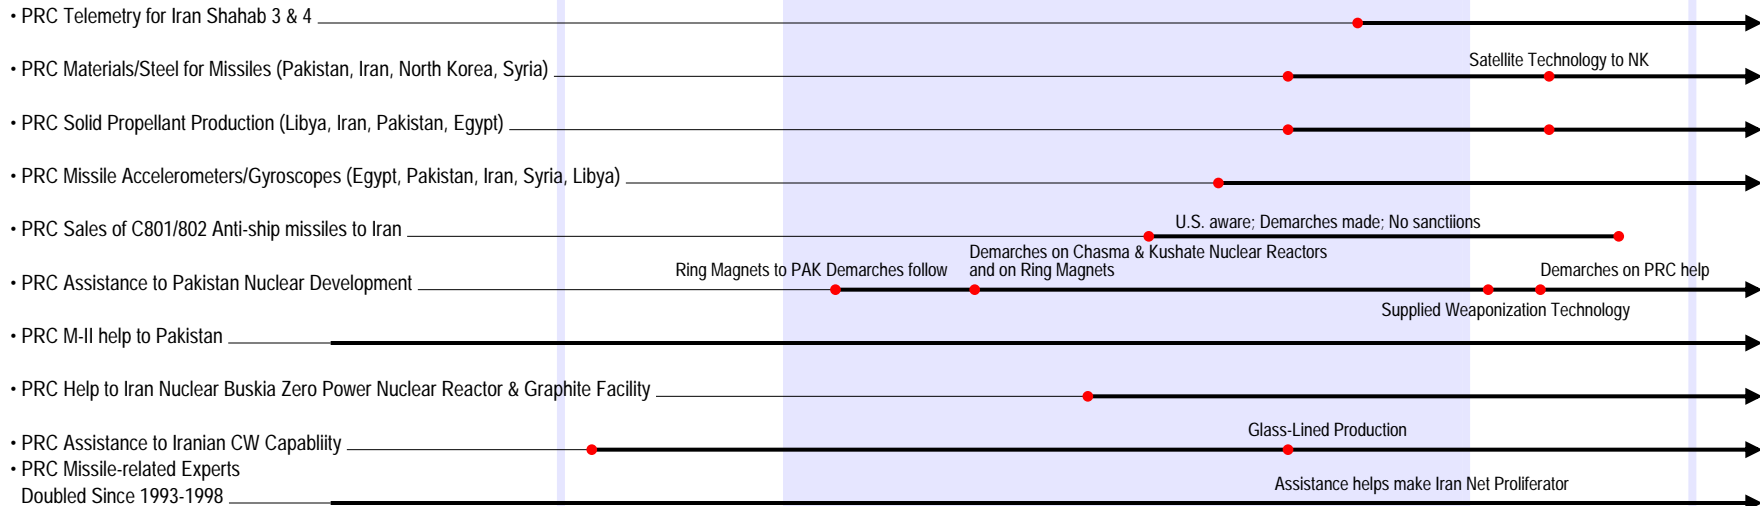 • PRC Telemetry for Iran Shahab 3 & 4
Satellite Technology to NK
• PRC Materials/Steel for Missiles (Pakistan, Iran, North Korea, Syria)
• PRC Solid Propellant Production (Libya, Iran, Pakistan, Egypt)
• PRC Missile Accelerometers/Gyroscopes (Egypt, Pakistan, Iran, Syria, Libya)
U.S. aware; Demarches made; No sanctiions
• PRC Sales of C801/802 Anti-ship missiles to Iran
Demarches on Chasma & Kushate Nuclear Reactors
and on Ring Magnets
Ring Magnets to PAK Demarches follow
Demarches on PRC help
• PRC Assistance to Pakistan Nuclear Development
Supplied Weaponization Technology
• PRC M-II help to Pakistan
• PRC Help to Iran Nuclear Buskia Zero Power Nuclear Reactor & Graphite Facility
Glass-Lined Production
• PRC Assistance to Iranian CW Capabliity
• PRC Missile-related Experts
Doubled Since 1993-1998
Assistance helps make Iran Net Proliferator